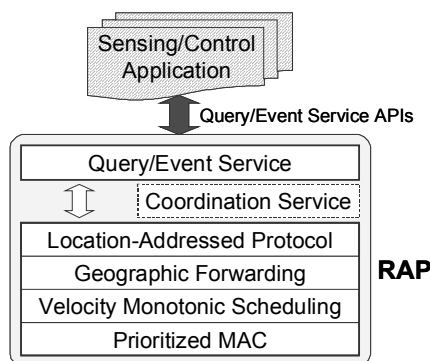 Sensing/Control
Application
Query/Event Service APIs
Query/Event Service
Coordination Service
Location-Addressed Protocol
Geographic Forwarding
RAP
Velocity Monotonic Scheduling
Prioritized MAC